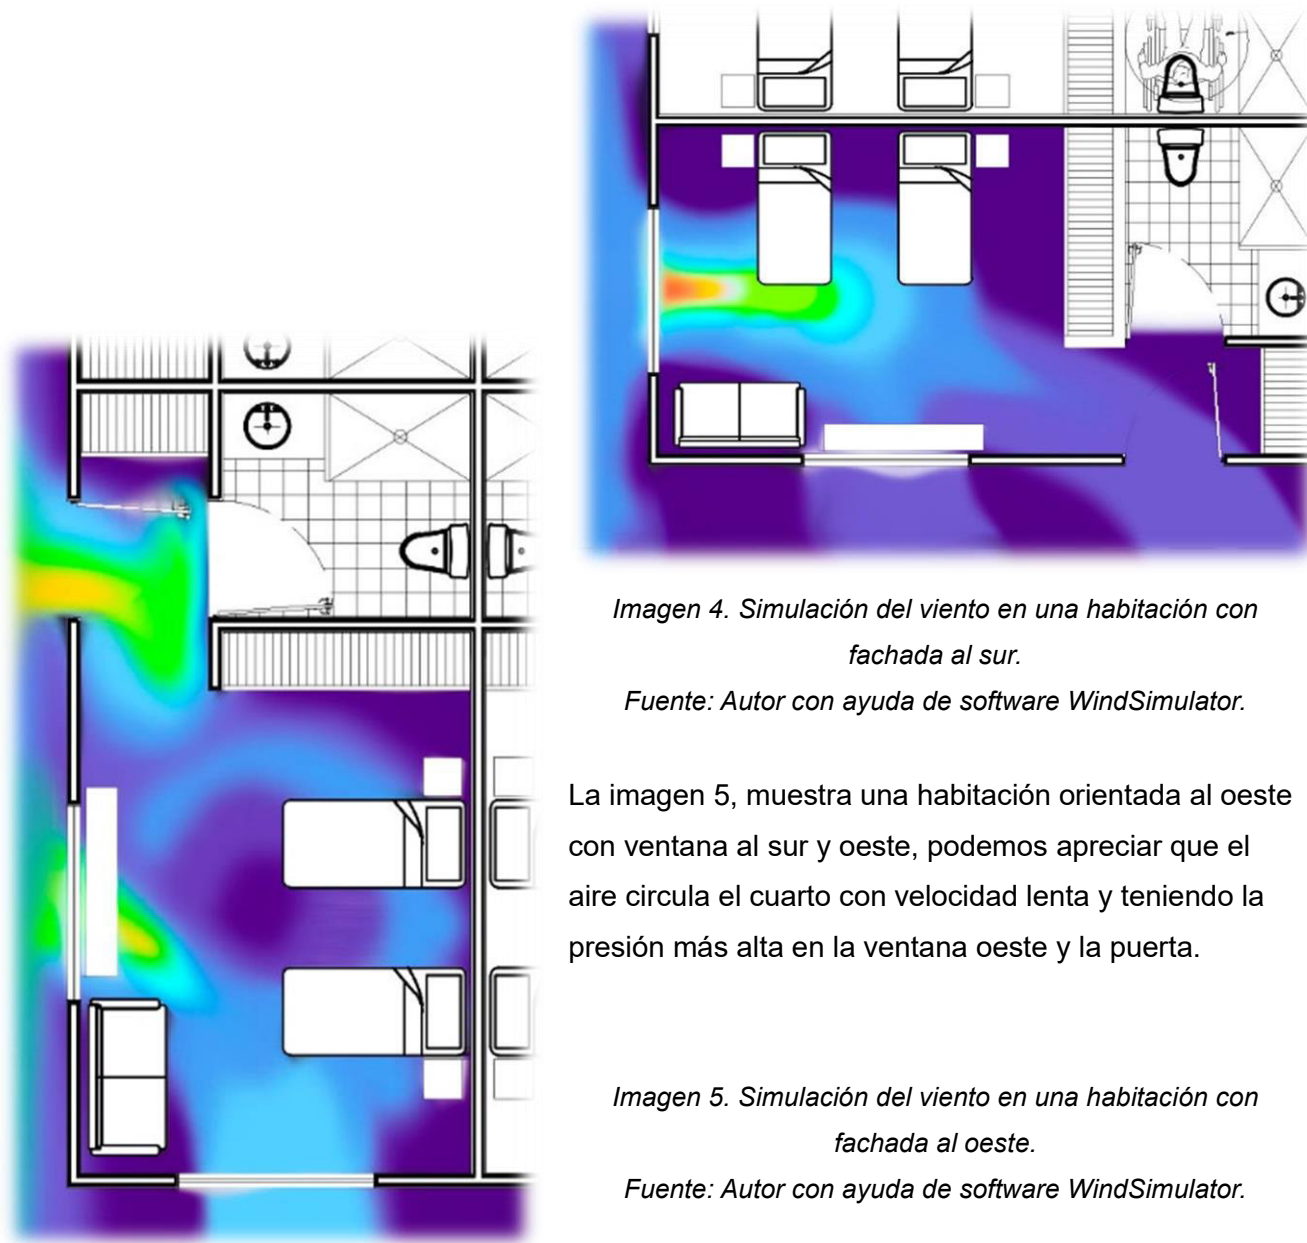 Imagen 4. Simulación del viento en una habitación con
fachada al sur.
Fuente: Autor con ayuda de software WindSimulator.
La imagen 5, muestra una habitación orientada al oeste
con ventana al sur y oeste, podemos apreciar que el
aire circula el cuarto con velocidad lenta y teniendo la
presión más alta en la ventana oeste y la puerta.
Imagen 5. Simulación del viento en una habitación con
fachada al oeste.
Fuente: Autor con ayuda de software WindSimulator.